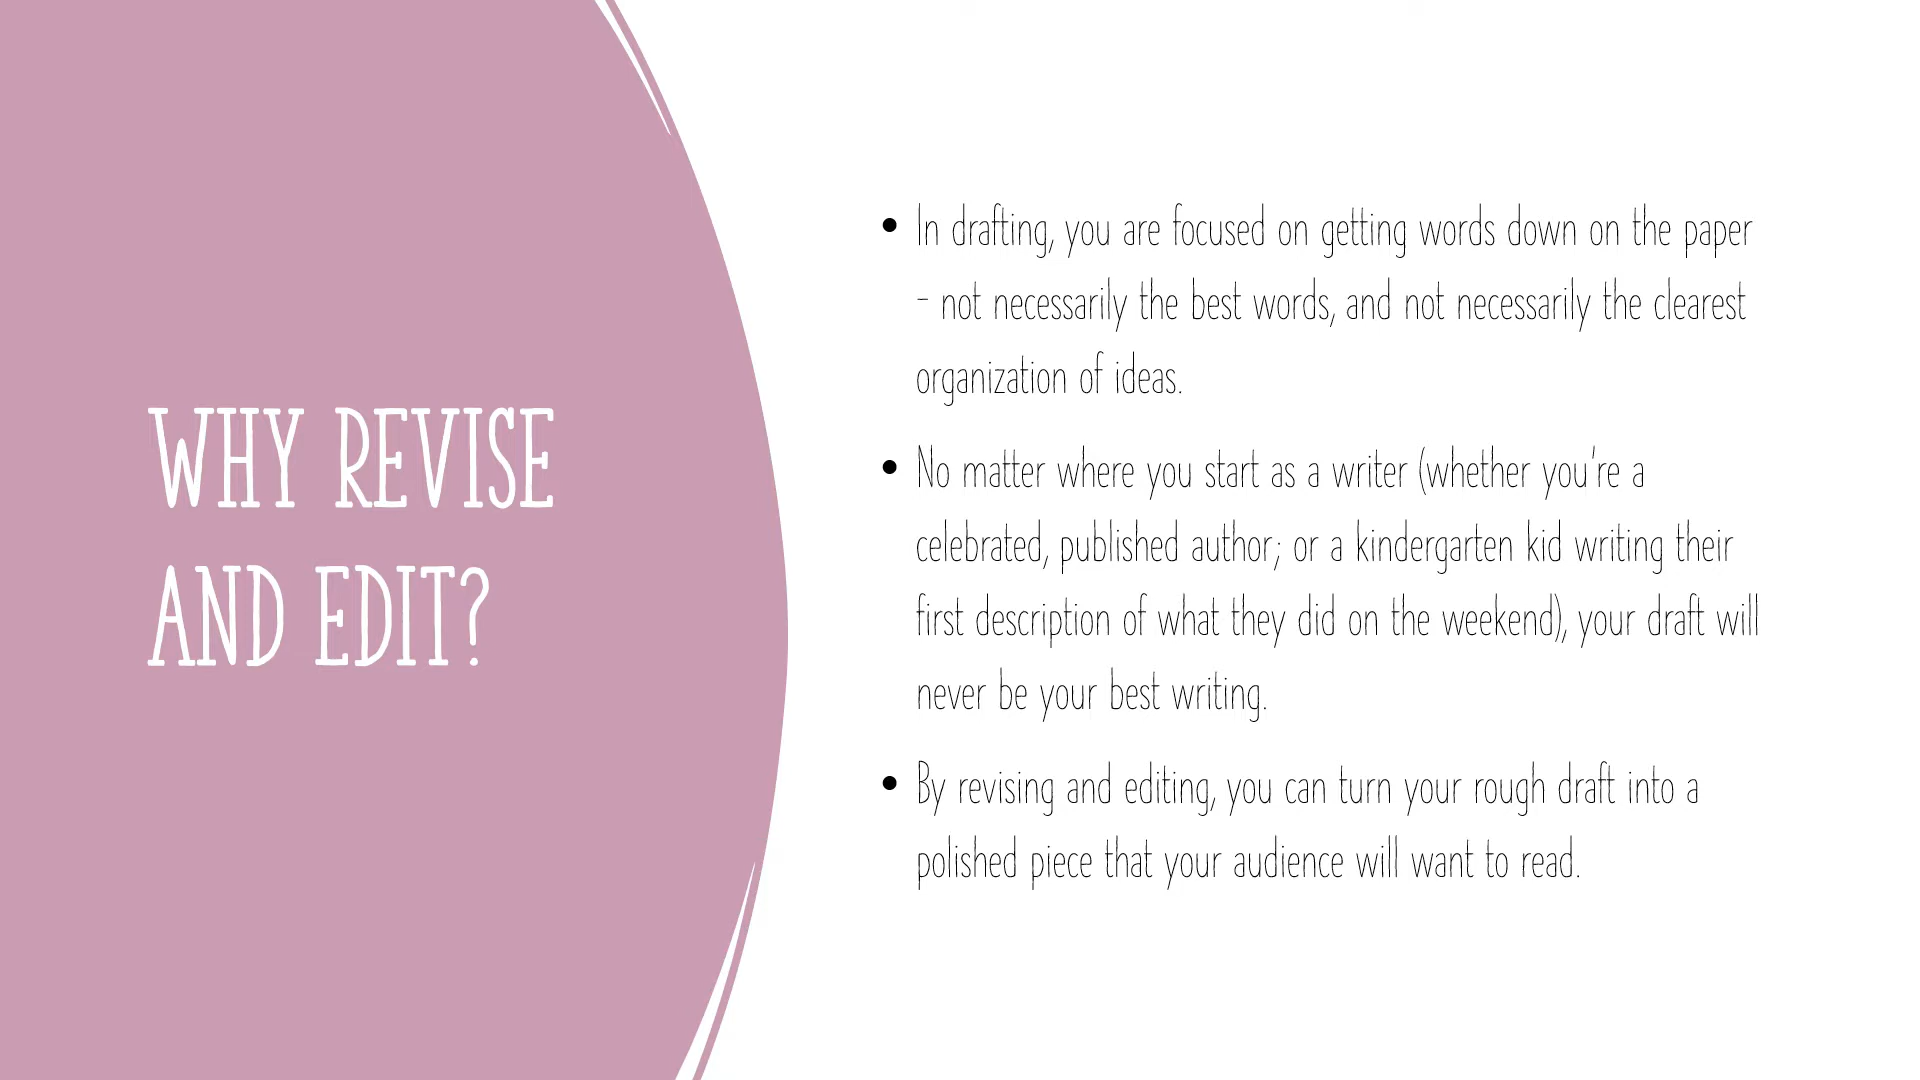 WHY REVISE
AND EDIT?
• In drafting, you are focused on getting words down on the paper
- not necessarily the best words, and not necessarily the clearest
organization of ideas.
• No matter where you start as a writer (whether you're a
celebrated, published author; or a kindergarten kid writing their
first description of what they did on the weekend), your draft will
never be your best writing.
• By revising and editing, you can turn your rough draft into a
polished piece that your audience will want to read.